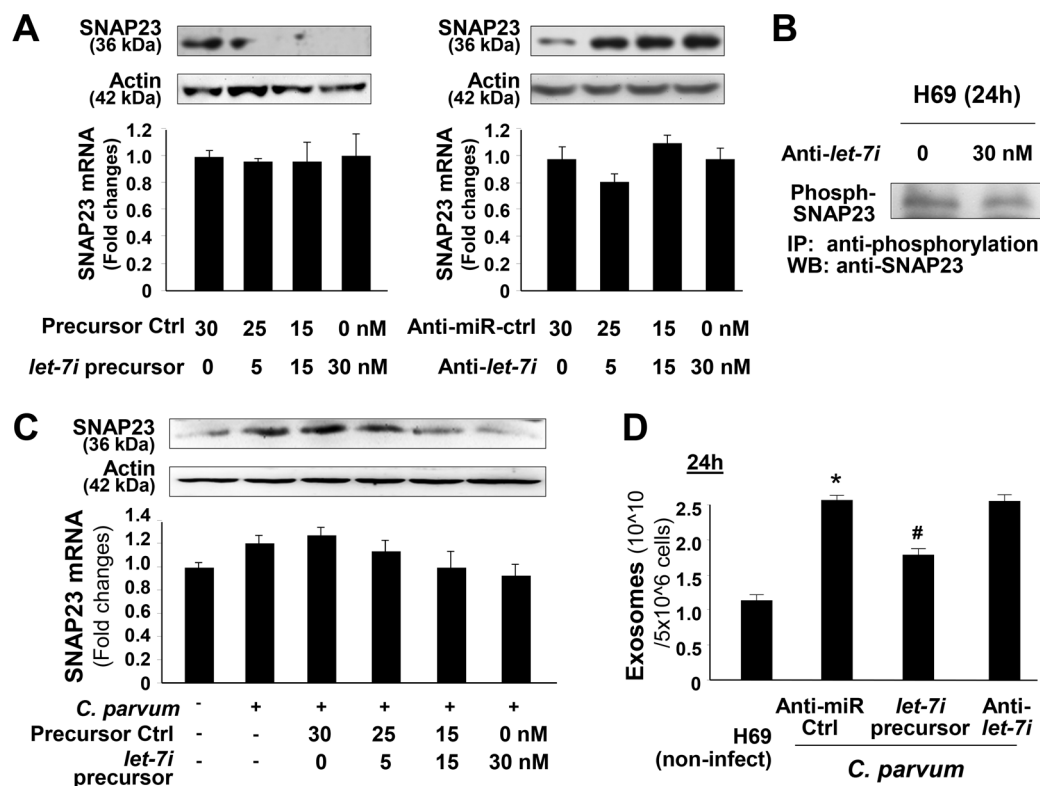 A
SNAP23
(36 kDa)
Actin
(42 kDa)
SNAP23 mRNA
(Fold changes)
1.2
1.0
0.8
0.6
0.4
0.2
0
Precursor Ctrl 30 25 15 0 nM
let-7i precursor 0 5 15 30 nM
SNAP23
(36 kDa)
Actin
(42 kDa)
SNAP23 mRNA
(Fold changes)
1.2
1.0
0.8
0.6
0.4
0.2
0
Anti-miR-ctrl 30 25 15 0 nM
Anti-let-7i 0 5 15 30 nM
B
H69 (24h)
Anti-let-7i 0 30 nM
Phosph-
SNAP23
IP: anti-phosphorylation
WB: anti-SNAP23
C
SNAP23
(36 kDa)
Actin
(42 kDa)
SNAP23 mRNA
(Fold changes)
1.4
1.2
1.0
0.8
0.6
0.4
0.2
0
C. parvum - + + + + +
Precursor Ctrl - - 30 25 15 0 nM
let-7i - - 0 5 15 30 nM
precursor
D
24h
Exosomes (10^10
/5x10^6 cells)
2.5
2.0
1.5
1.0
0
*
#
H69
(non-infect)
Anti-miR
Ctrl
let-7i
precursor
Anti-
let-7i
C. parvum